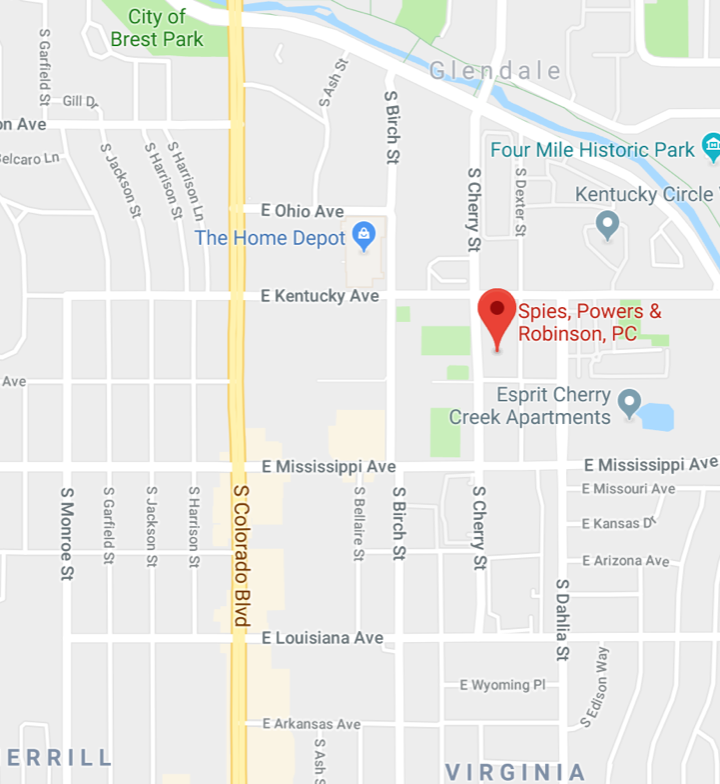 City of
Brest Park
S Garfield St
S Ash St
Glendale
Gill Dr
S Birch St
on Ave
Belcaro Ln
S Jackson St
S Harrison St
S Harrison Ln
Four Mile Historic Park
S Cherry St
S Dexter St
Kentucky Circle V
E Ohio Ave
The Home Depot
E Kentucky Ave
Spies, Powers &
Robinson, PC
Ave
Esprit Cherry
Creek Apartments
E Mississippi Ave
E Mississippi Ave
E Missouri Ave
S Monroe St
S Garfield St
S Jackson St
S Harrison St
S Colorado Blvd
S Bellaire St
S Birch St
S Cherry St
E Kansas Dr
E Arizona Ave
S Dahlia St
E Louisiana Ave
S Edison Way
E Wyoming Pl
E Arkansas Ave
S Ash S
ERRILL
VIRGINIA